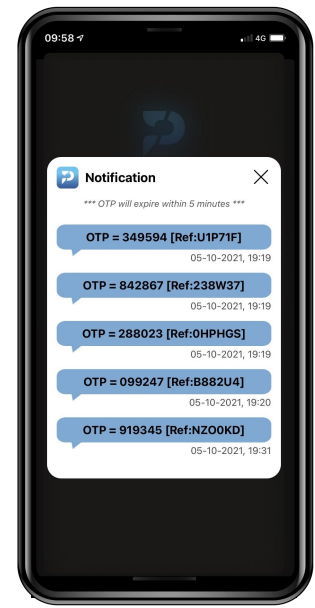 09:58
4G
Notification
*** OTP will expire within 5 minutes ***
OTP = 349594 [Ref:U1P71F]
05-10-2021, 19:19
OTP = 842867 [Ref:238W37]
05-10-2021, 19:19
OTP = 288023 [Ref:0HPHGS]
05-10-2021, 19:19
OTP = 099247 [Ref:B882U4]
05-10-2021, 19:20
OTP = 919345 [Ref:NZO0KD]
05-10-2021, 19:31